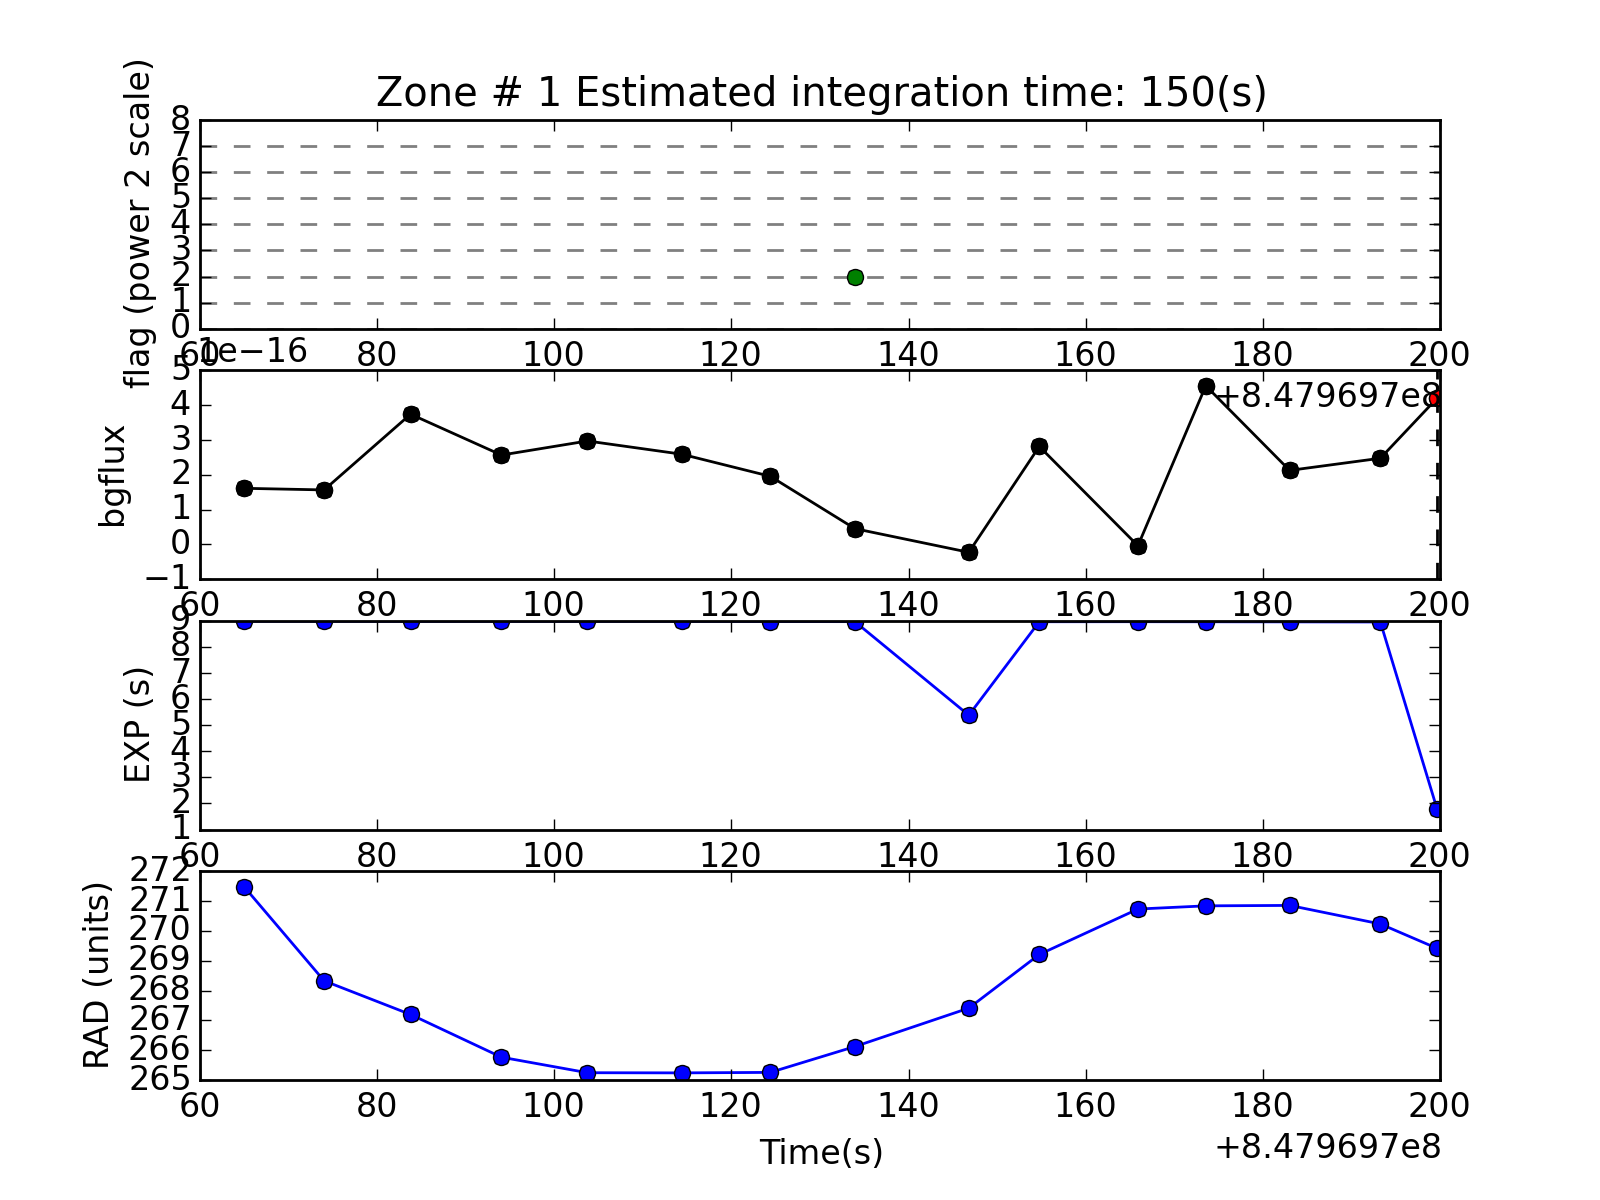 Zone # 1 Estimated integration time: 150(s)
flag (power 2 scale)
8
7
6
5
4
3
2
1
0
60 80 100 120 140 160 180 200
1e−16
+8.479697e8
bgflux
5
4
3
2
1
0
−1
60 80 100 120 140 160 180 200
EXP (s)
9
8
7
6
5
4
3
2
1
60 80 100 120 140 160 180 200
RAD (units)
272
271
270
269
268
267
266
265
60 80 100 120 140 160 180 200
Time(s)
+8.479697e8